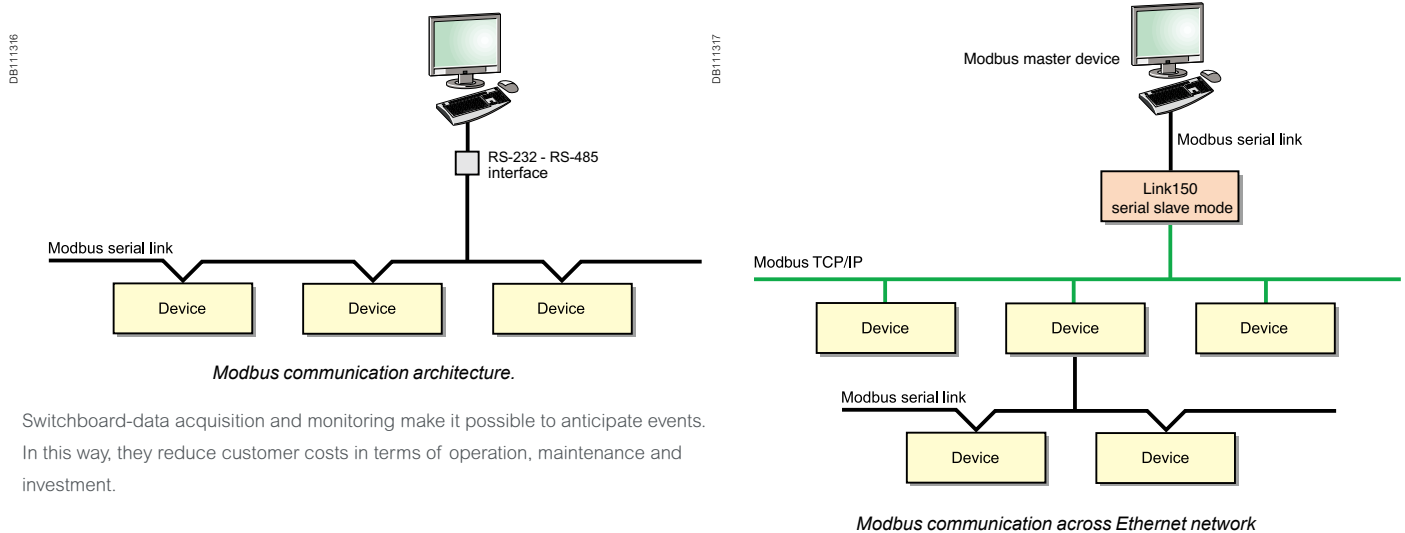 DB111316
RS-232 - RS-485
interface
Modbus serial link
Device
Device
Device
Modbus communication architecture.
Switchboard-data acquisition and monitoring make it possible to anticipate events.
In this way, they reduce customer costs in terms of operation, maintenance and
investment.
DB111317
Modbus master device
Modbus serial link
Link150
serial slave mode
Modbus TCP/IP
Device
Device
Device
Modbus serial link
Device
Device
Modbus communication across Ethernet network